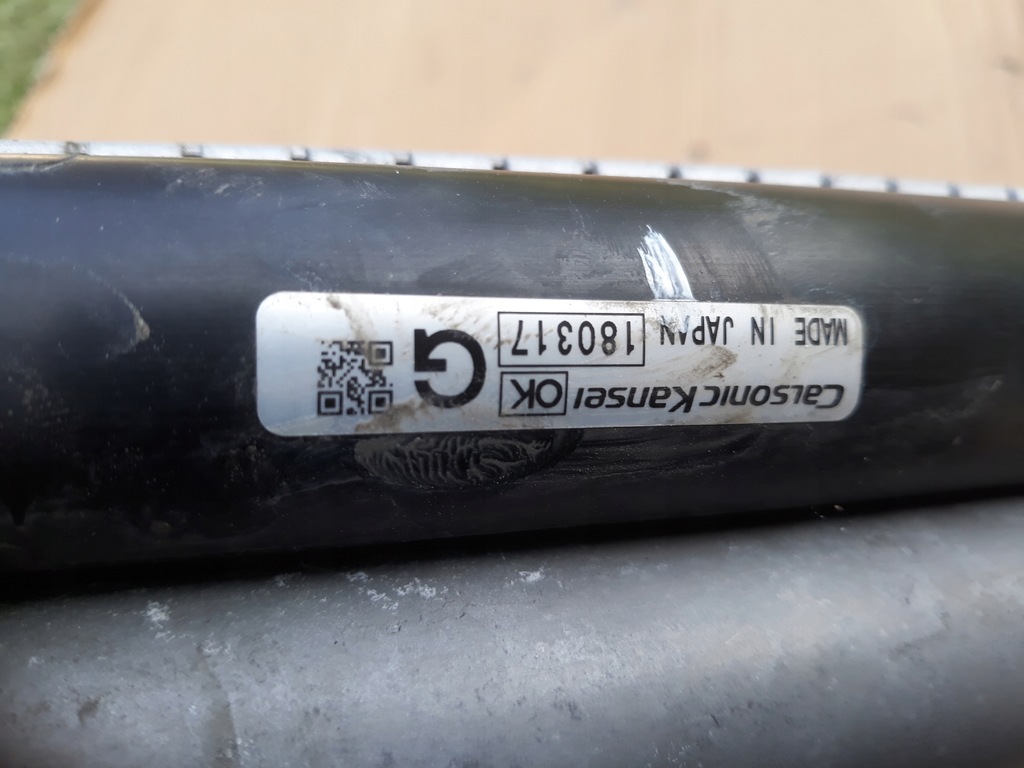 CalsonicKansei OK
MADE IN JAPAN 180317
G